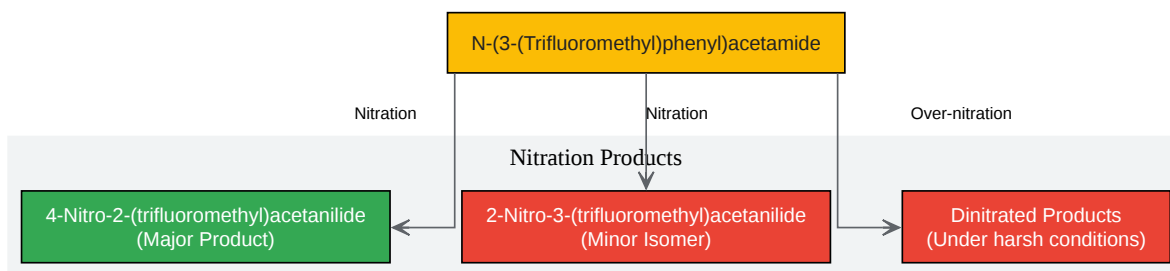 N-(3-(Trifluoromethyl)phenyl)acetamide
Nitration
Nitration
Over-nitration
Nitration Products
4-Nitro-2-(trifluoromethyl)acetanilide
(Major Product)
2-Nitro-3-(trifluoromethyl)acetanilide
(Minor Isomer)
Dinitrated Products
(Under harsh conditions)